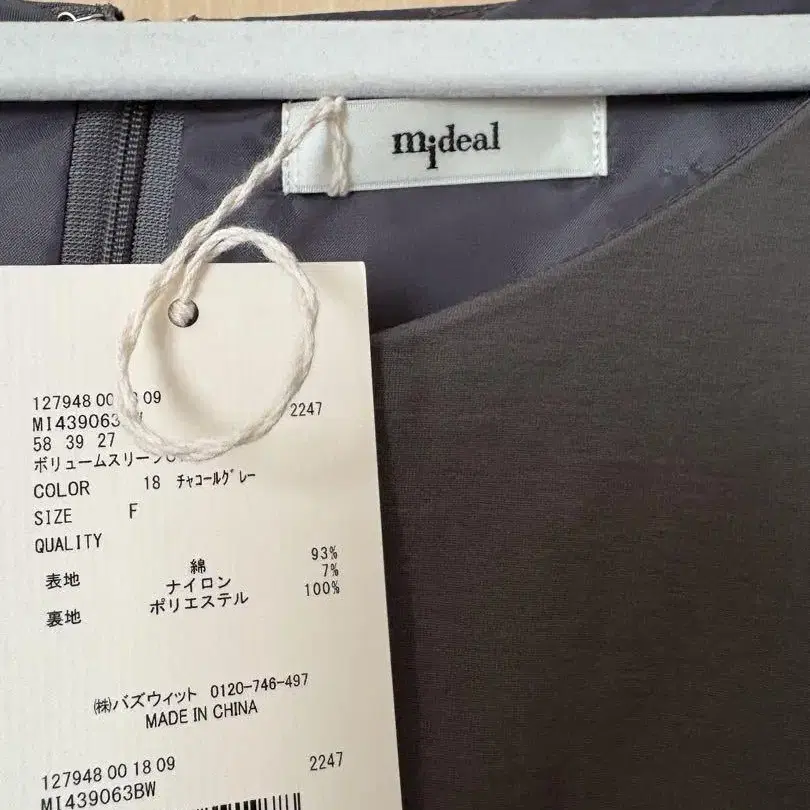 mideal
127948 00 18 09
MI439063BW 2247
58 39 27
ボリュームスリーブ
COLOR 18 チャコールグレー
SIZE F
QUALITY
表地 綿 93%
ナイロン 7%
裏地 ポリエステル 100%
㈱バズウィット 0120-746-497
MADE IN CHINA
127948 00 18 09 2247
MI439063BW